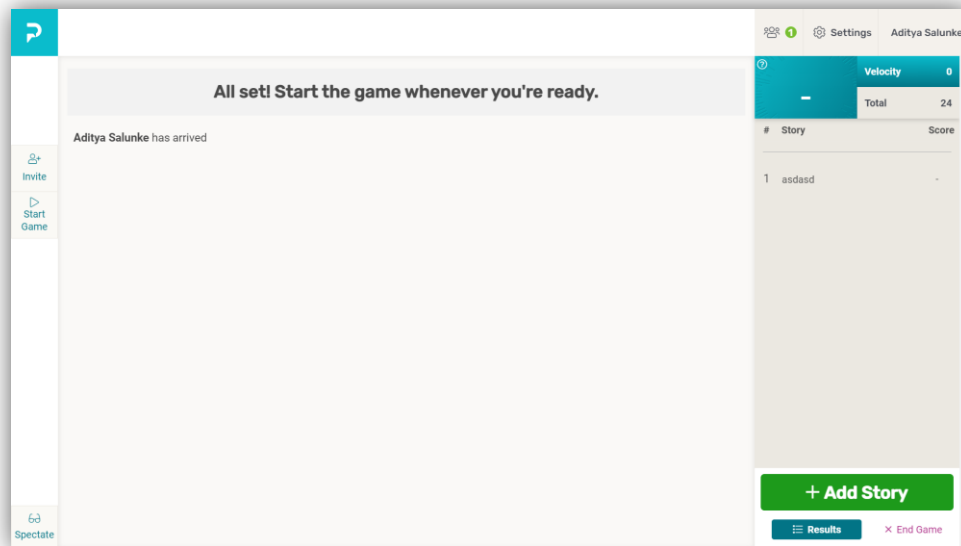 1 Settings Aditya Salunke
All set! Start the game whenever you're ready.
Aditya Salunke has arrived
Invite
Start
Game
Spectate
?
-
Velocity 0
Total 24
# Story Score
1 asdasd -
+ Add Story
Results × End Game